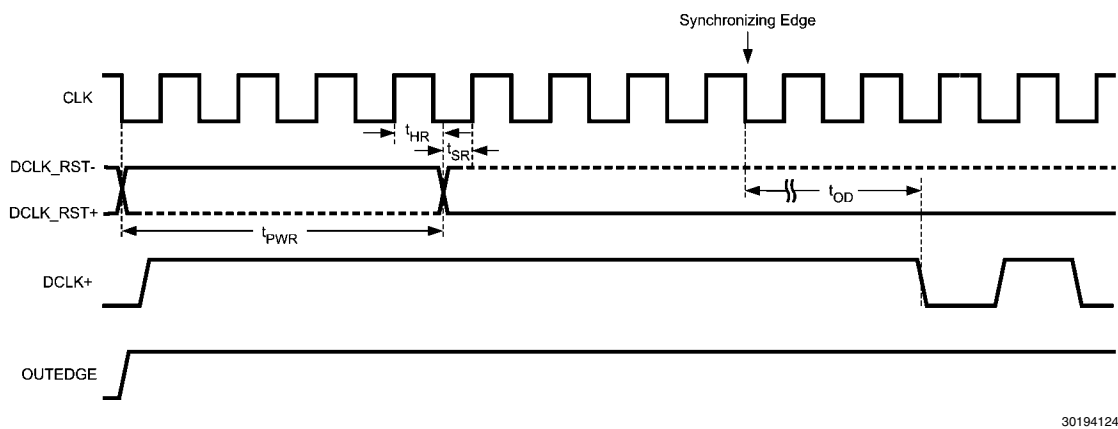 Synchronizing Edge
CLK
tHR
tSR
DCLK_RST-
tOD
DCLK_RST+
tPWR
DCLK+
OUTEDGE
30194124